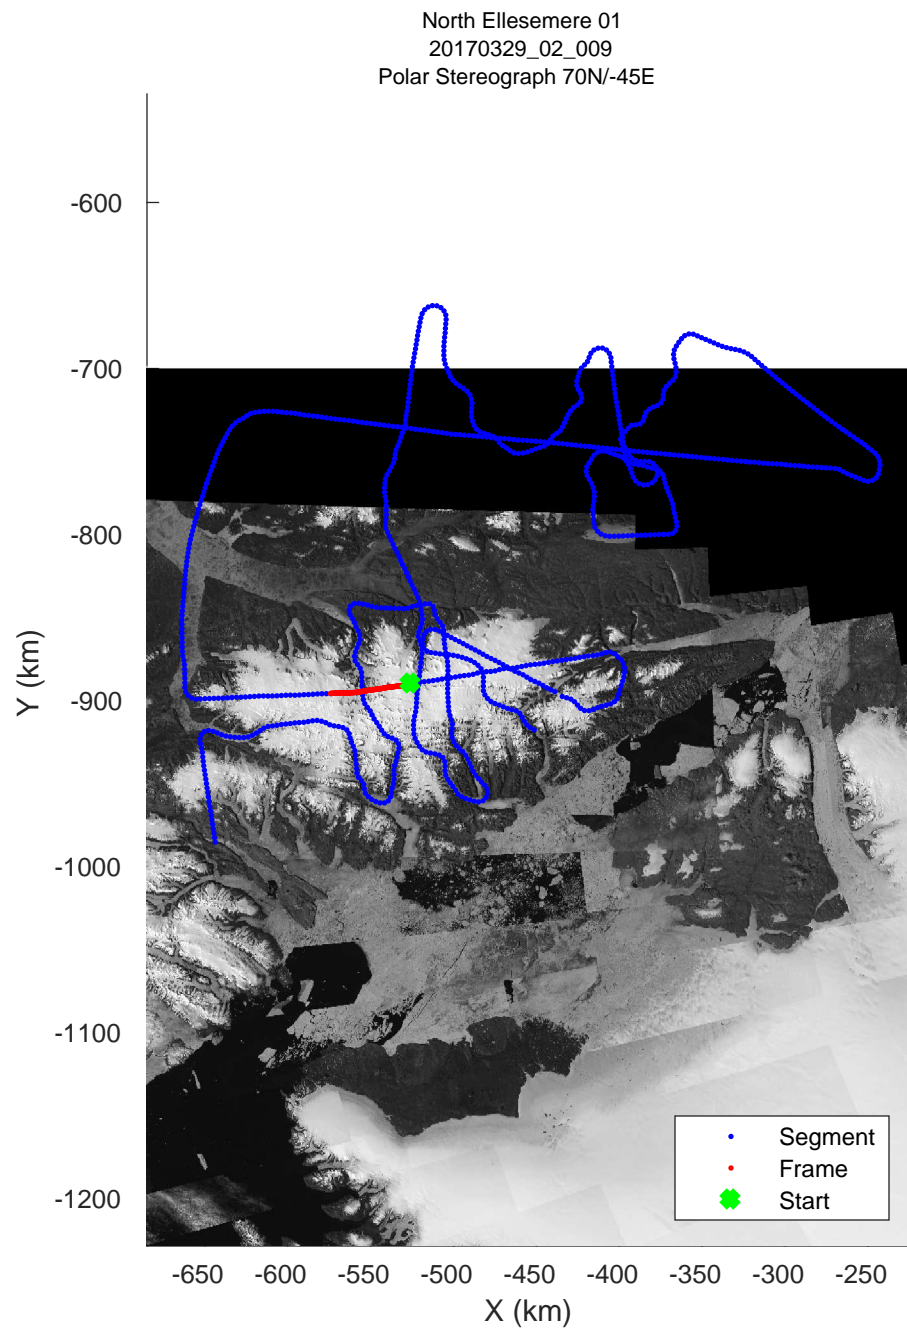 North Ellesemere 01
20170329_02_009
Polar Stereograph 70N/-45E
-600
-700
-800
-900
-1000
-1100
-1200
Y (km)
Segment
Frame
Start
-650 -600 -550 -500 -450 -400 -350 -300 -250
X (km)